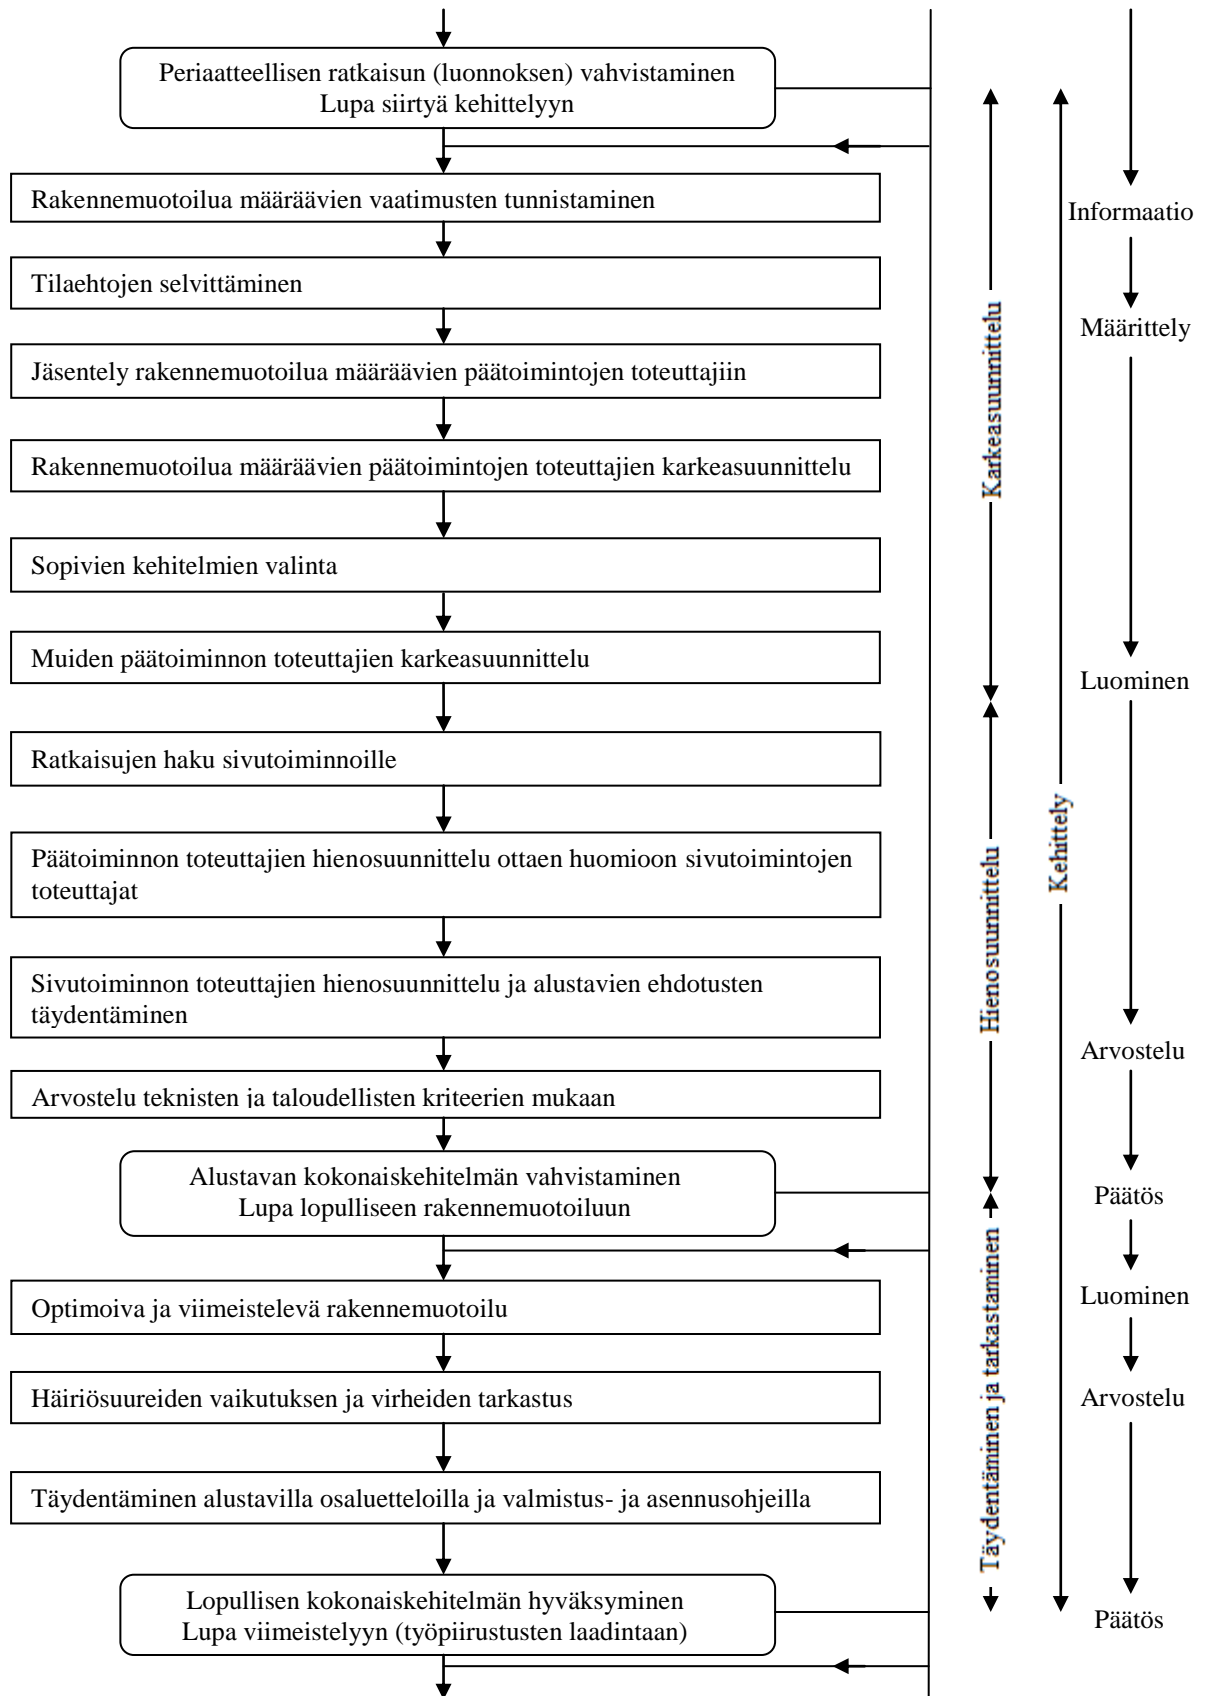 Periaatteellisen ratkaisun (luonnoksen) vahvistaminen
Lupa siirtyä kehittelyyn
Rakennemuotoilua määräävien vaatimusten tunnistaminen
Tilaehtojen selvittäminen
Jäsentely rakennemuotoilua määräävien päätoimintojen toteuttajiin
Rakennemuotoilua määräävien päätoimintojen toteuttajien karkeasuunnittelu
Sopivien kehitelmien valinta
Muiden päätoiminnon toteuttajien karkeasuunnittelu
Ratkaisujen haku sivutoiminnoille
Päätoiminnon toteuttajien hienosuunnittelu ottaen huomioon sivutoimintojen
toteuttajat
Sivutoiminnon toteuttajien hienosuunnittelu ja alustavien ehdotusten
täydentäminen
Arvostelu teknisten ja taloudellisten kriteerien mukaan
Alustavan kokonaiskehitelmän vahvistaminen
Lupa lopulliseen rakennemuotoiluun
Optimoiva ja viimeistelevä rakennemuotoilu
Häiriösuureiden vaikutuksen ja virheiden tarkastus
Täydentäminen alustavilla osaluetteloilla ja valmistus- ja asennusohjeilla
Lopullisen kokonaiskehitelmän hyväksyminen
Lupa viimeistelyyn (työpiirustusten laadintaan)
Karkeasuunnittelu
Hienosuunnittelu
Täydentäminen ja tarkastaminen
Kehittely
Informaatio
Määrittely
Luominen
Arvostelu
Päätös
Luominen
Arvostelu
Päätös